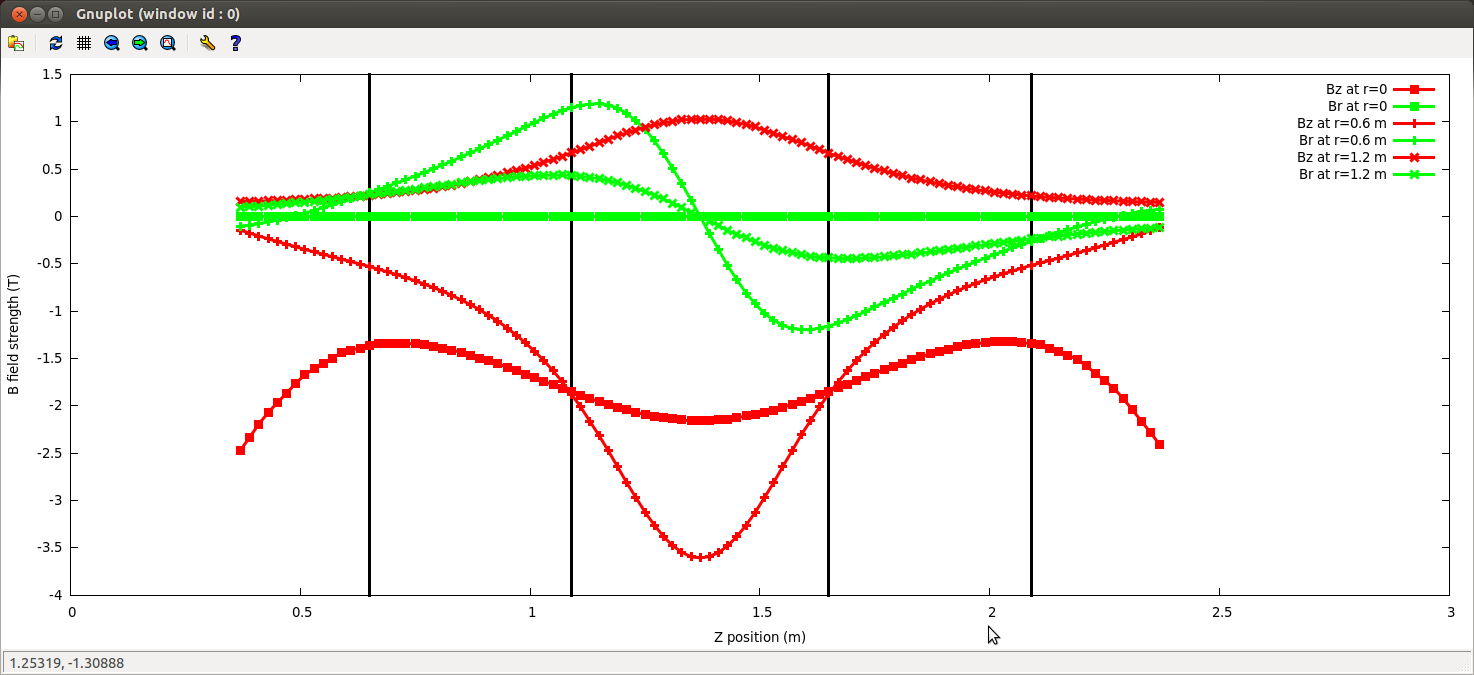 Gnuplot (window id : 0)
1.5
1
0.5
0
-0.5
-1
-1.5
-2
-2.5
-3
-3.5
-4
B field strength (T)
Bz at r=0
Br at r=0
Bz at r=0.6 m
Br at r=0.6 m
Bz at r=1.2 m
Br at r=1.2 m
0 0.5 1 1.5 2 2.5 3
Z position (m)
1.25319, -1.30888